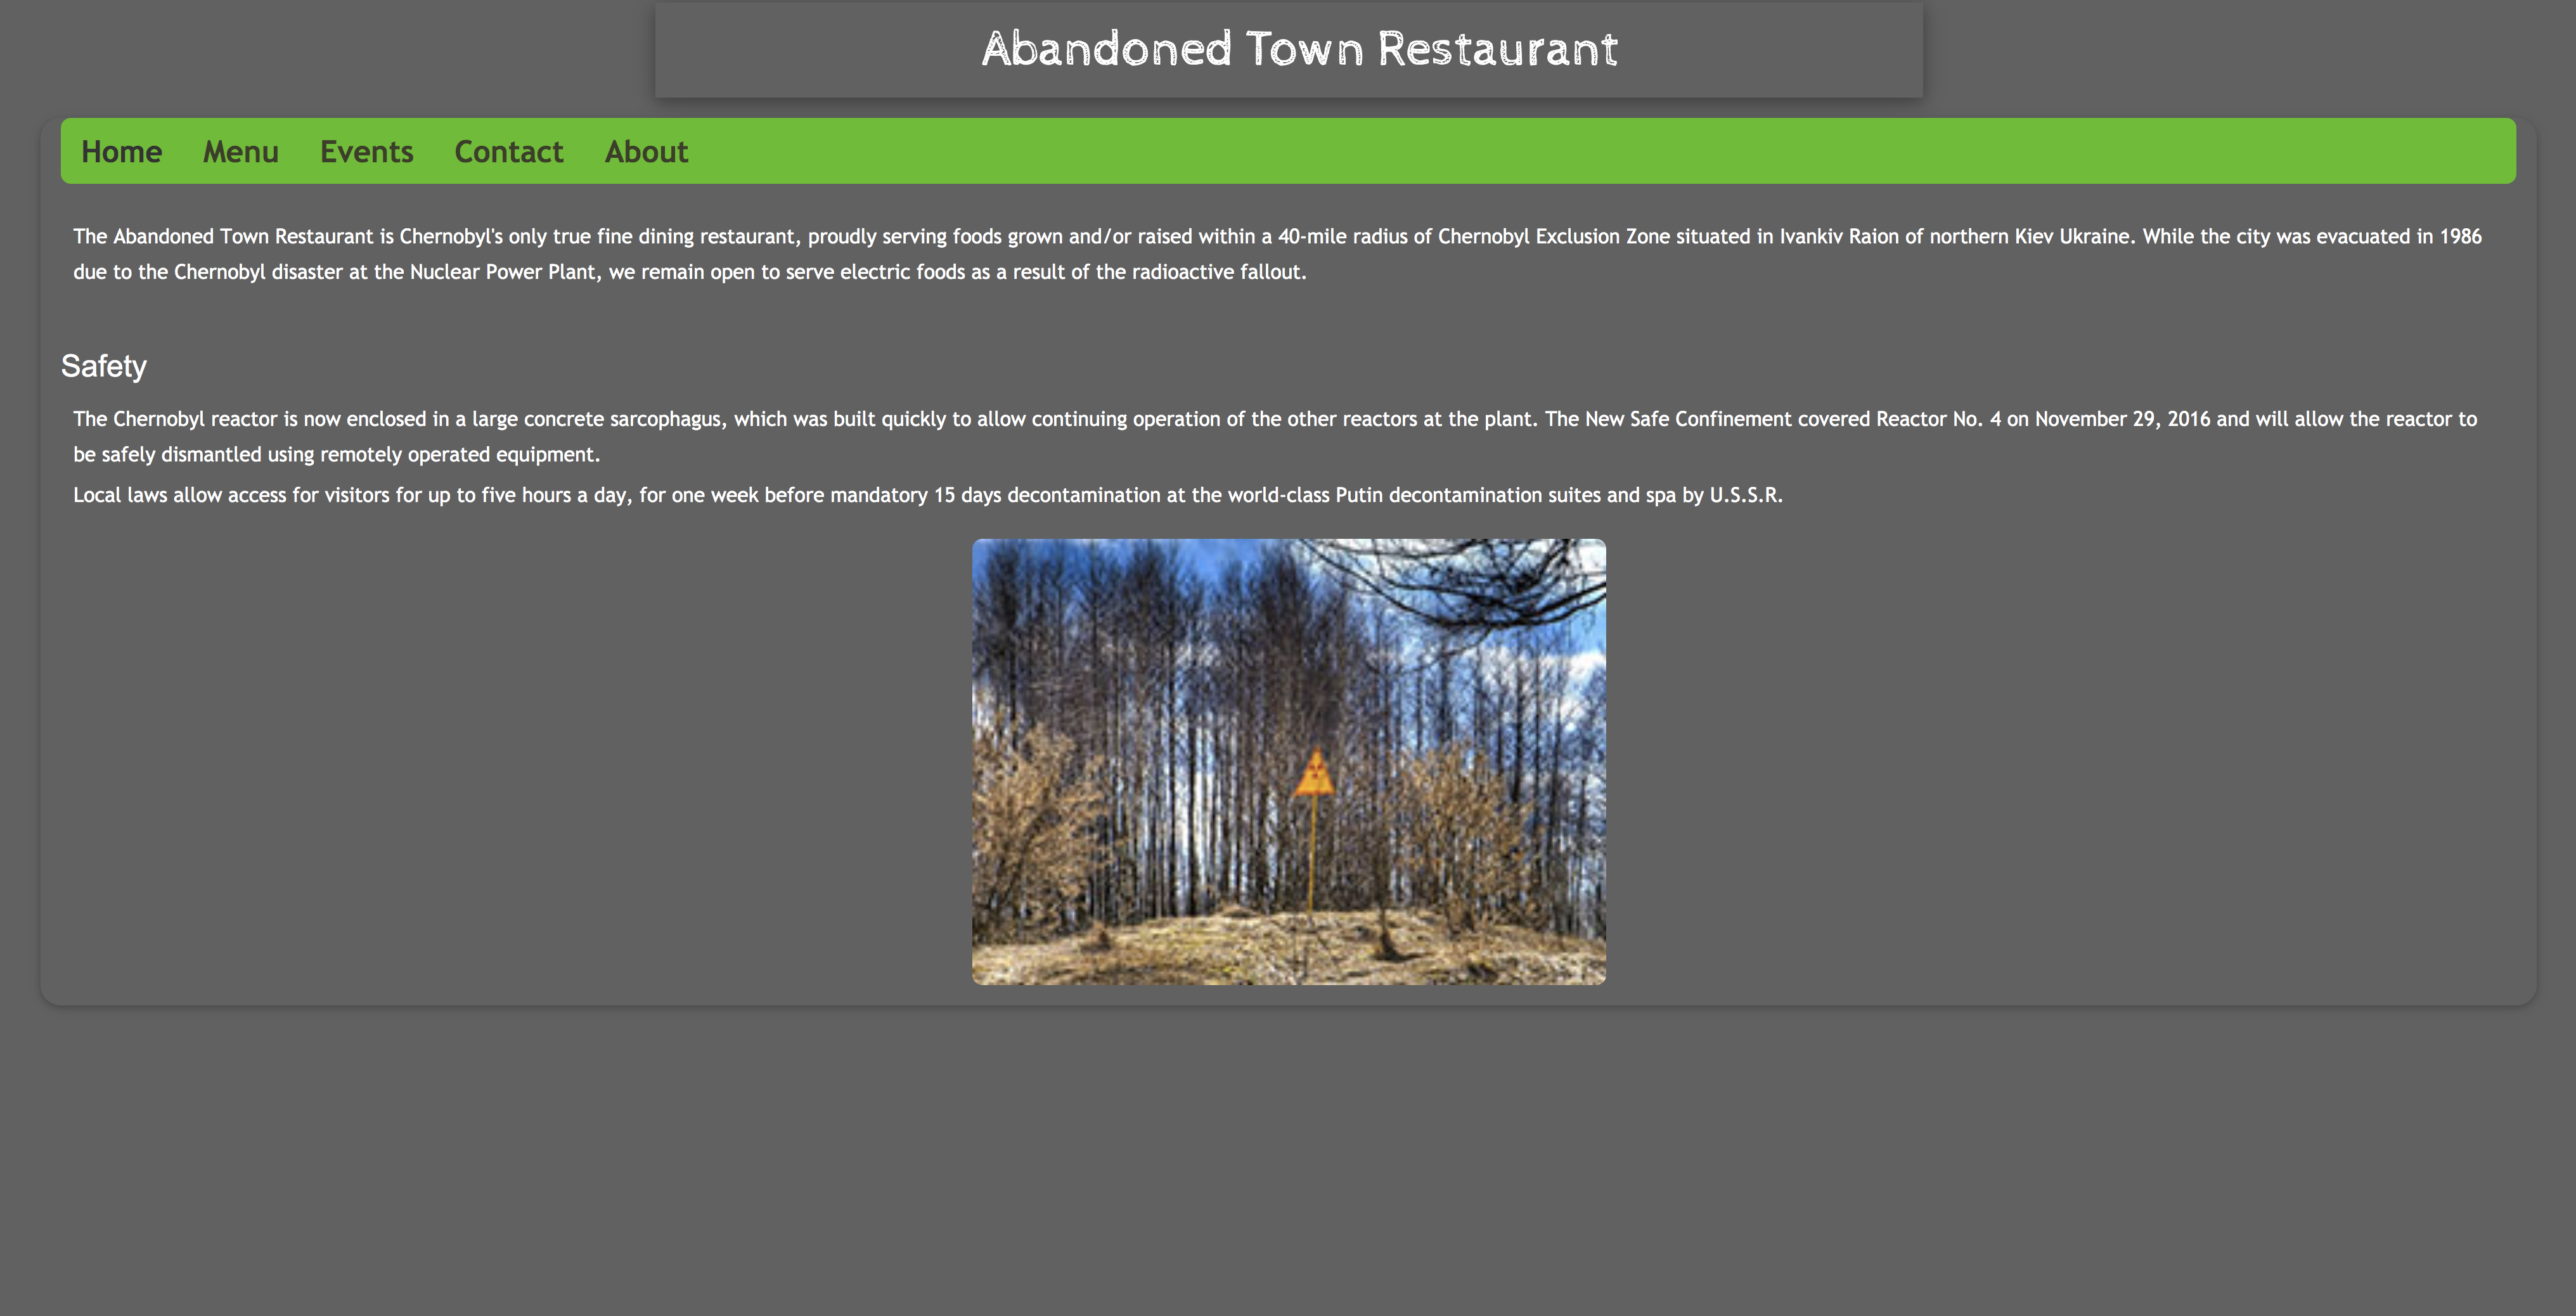 Abandoned Town Restaurant
Home Menu Events Contact About
The Abandoned Town Restaurant is Chernobyl's only true fine dining restaurant, proudly serving foods grown and/or raised within a 40-mile radius of Chernobyl Exclusion Zone situated in Ivankiv Raion of northern Kiev Ukraine. While the city was evacuated in 1986
due to the Chernobyl disaster at the Nuclear Power Plant, we remain open to serve electric foods as a result of the radioactive fallout.
Safety
The Chernobyl reactor is now enclosed in a large concrete sarcophagus, which was built quickly to allow continuing operation of the other reactors at the plant. The New Safe Confinement covered Reactor No. 4 on November 29, 2016 and will allow the reactor to
be safely dismantled using remotely operated equipment.
Local laws allow access for visitors for up to five hours a day, for one week before mandatory 15 days decontamination at the world-class Putin decontamination suites and spa by U.S.S.R.